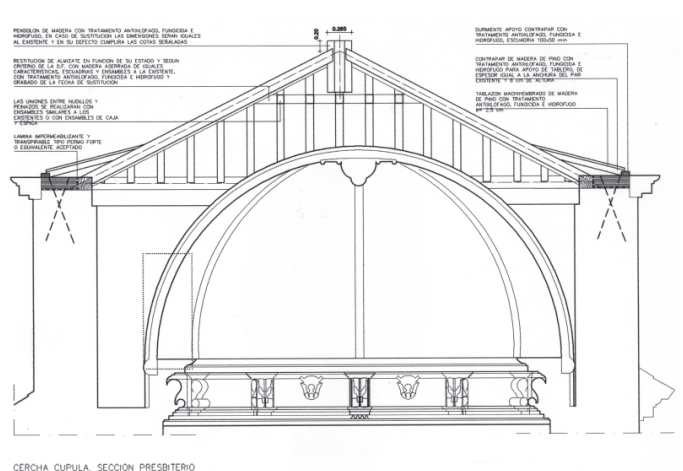 PENDOLON DE MADERA CON TRATAMIENTO ANTIXILOFAGO, FUNGICIDA E
HIDROFUGO, EN CASO DE SUSTITUCION LAS DIMENSIONES SERAN IGUALES
AL EXISTENTE Y EN SU DEFECTO CUMPLIRA LAS COTAS SEÑALADAS
RESTITUCION DE ALMIZATE EN FUNCION DE SU ESTADO Y SEGUN
CRITERIO DE LA D.F. CON MADERA ASERRADA DE IGUALES
CARACTERISTICAS, ESCUADRIAS Y ENSAMBLES A LA EXISTENTE,
CON TRATAMIENTO ANTIXILOFAGO, FUNGICIDA E HIDROFUGO Y
GRABADO DE LA FECHA DE SUSTITUCION
LAS UNIONES ENTRE NUDILLOS Y
PEINAZOS SE REALIZARAN CON
ENSAMBLES SIMILARES A LOS
EXISTENTES O CON ENSAMBLES DE CAJA
Y ESPIGA
LAMINA IMPERMEABILIZANTE Y
TRANSPIRABLE TIPO PERMO FORTE
O EQUIVALENTE ACEPTADO
0.265
0.20
DURMIENTE APOYO CONTRAPAR CON
TRATAMIENTO ANTIXILOFAGO, FUNGICIDA E
HIDROFUGO, ESCUADRIA 100x50 mm
CONTRAPAR DE MADERA DE PINO CON
TRATAMIENTO ANTIXILOFAGO, FUNGICIDA E
HIDROFUGO PARA APOYO DE TABLERO, DE
ESPESOR IGUAL A LA ANCHURA DEL PAR
EXISTENTE Y 8 cm DE ALTURA
TABLAZON MACHIHEMBRADO DE MADERA
DE PINO CON TRATAMIENTO
ANTIXILOFAGO, FUNGICIDA E HIDROFUGO
e= 2.5 cm
CERCHA CUPULA. SECCION PRESBITERIO